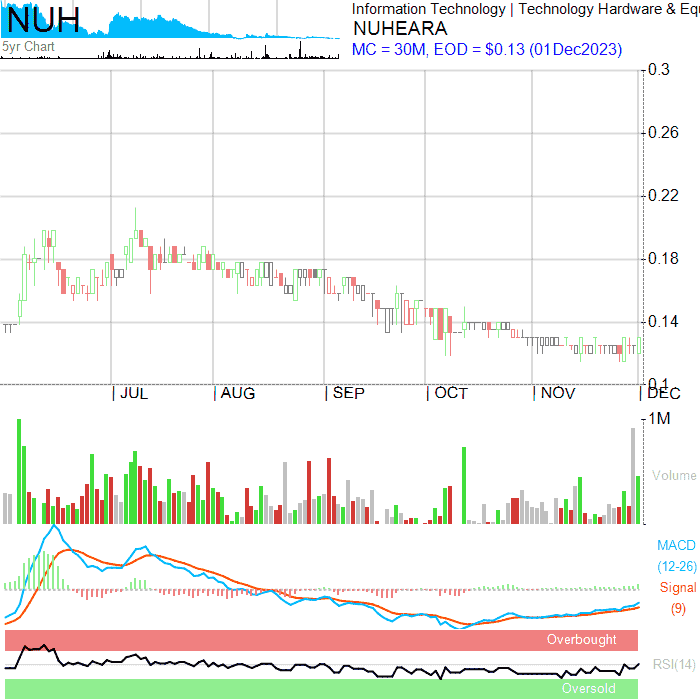 NUH
5yr Chart
Information Technology | Technology Hardware & Equ
NUHEARA
MC = 30M, EOD = $0.13 (01Dec2023)
0.3
0.26
0.22
0.18
0.14
0.1
JUL
AUG
SEP
OCT
NOV
DEC
1M
Volume
MACD
(12-26)
Signal
(9)
Overbought
RSI(14)
Oversold